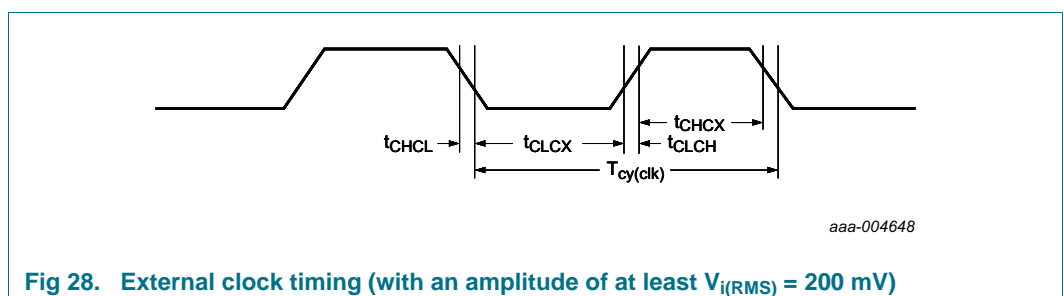 tCHCX
tCHCL tCLCX tCLCH
Tcy(clk)
aaa-004648
Fig 28. External clock timing (with an amplitude of at least Vi(RMS) = 200 mV)